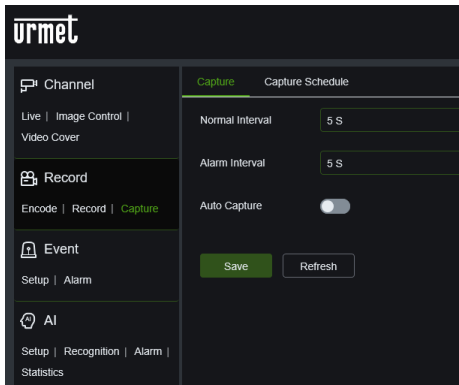 urmet
Channel
Live | Image Control |
Video Cover
Record
Encode | Record | Capture
Event
Setup | Alarm
AI
AI
Setup | Recognition | Alarm |
Statistics
Capture Capture Schedule
Normal Interval 5 S
Alarm Interval 5 S
Auto Capture
Save Refresh